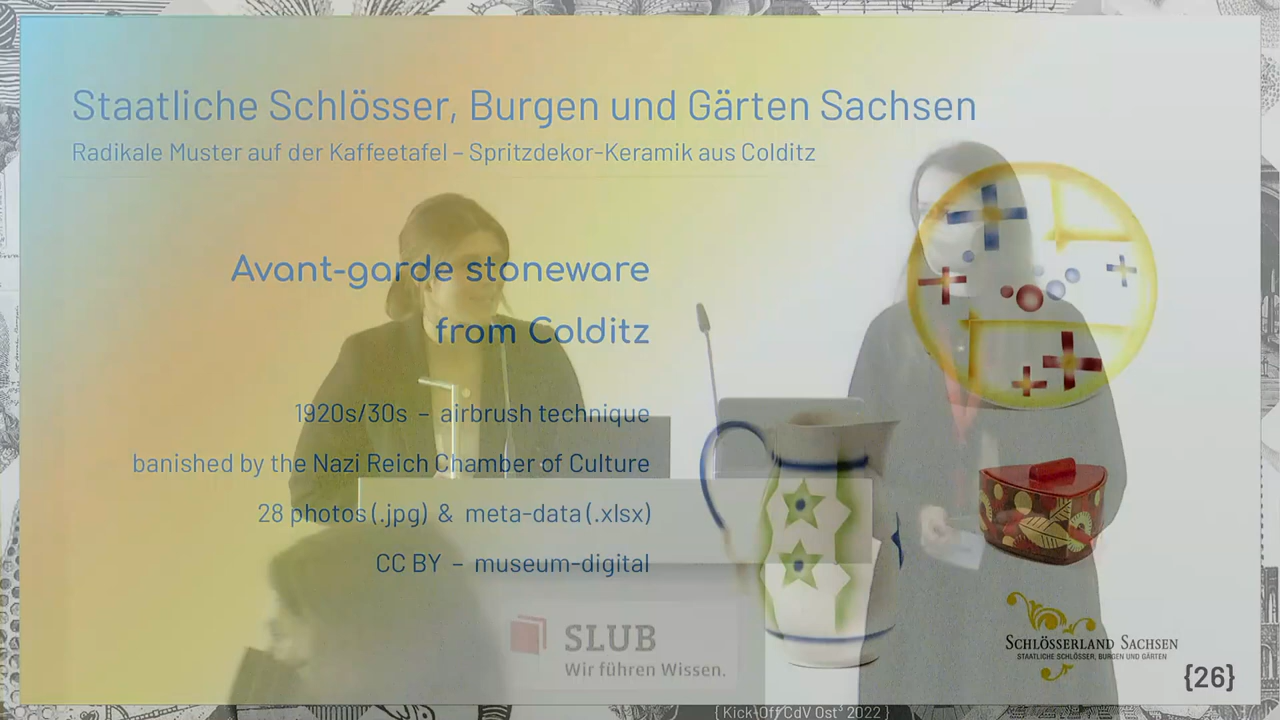 Staatliche Schlösser, Burgen und Gärten Sachsen
Radikale Muster auf der Kaffeetafel – Spritzdekor-Keramik aus Colditz
Avant-garde stoneware
from Colditz
1920s/30s – airbrush technique
banished by the Nazi Reich Chamber of Culture
28 photos (.jpg) & meta-data (.xlsx)
CC BY – museum-digital
SLUB
Wir führen Wissen.
SCHLÖSSERLAND SACHSEN
STAATLICHE SCHLÖSSER, BURGEN UND GÄRTEN
{26}
{ Kick-Off CdV Ost³ 2022 }